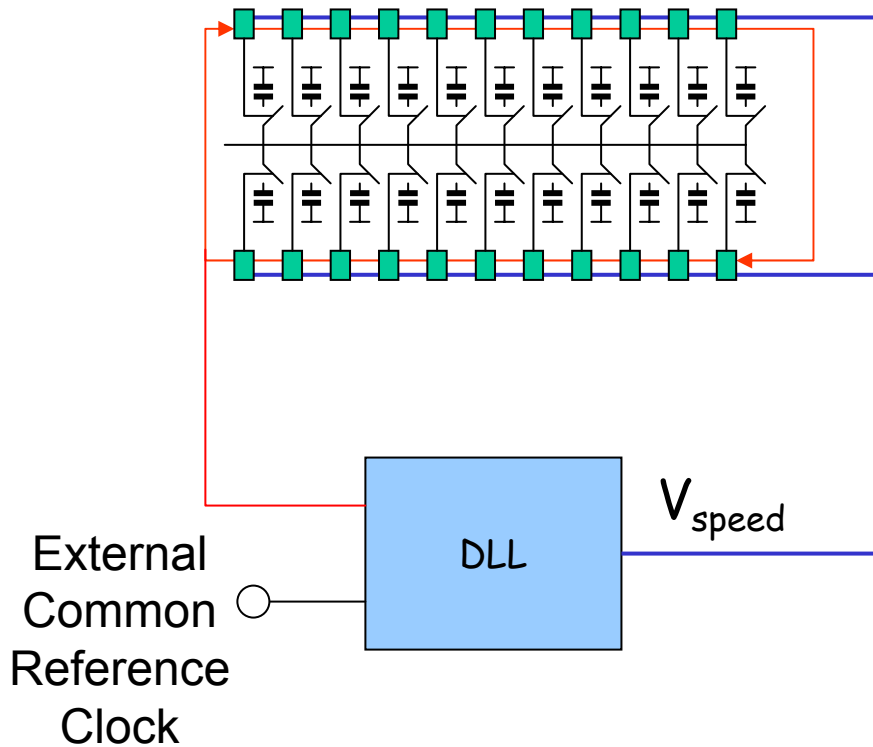 V speed
DLL
External
Common
Reference
Clock